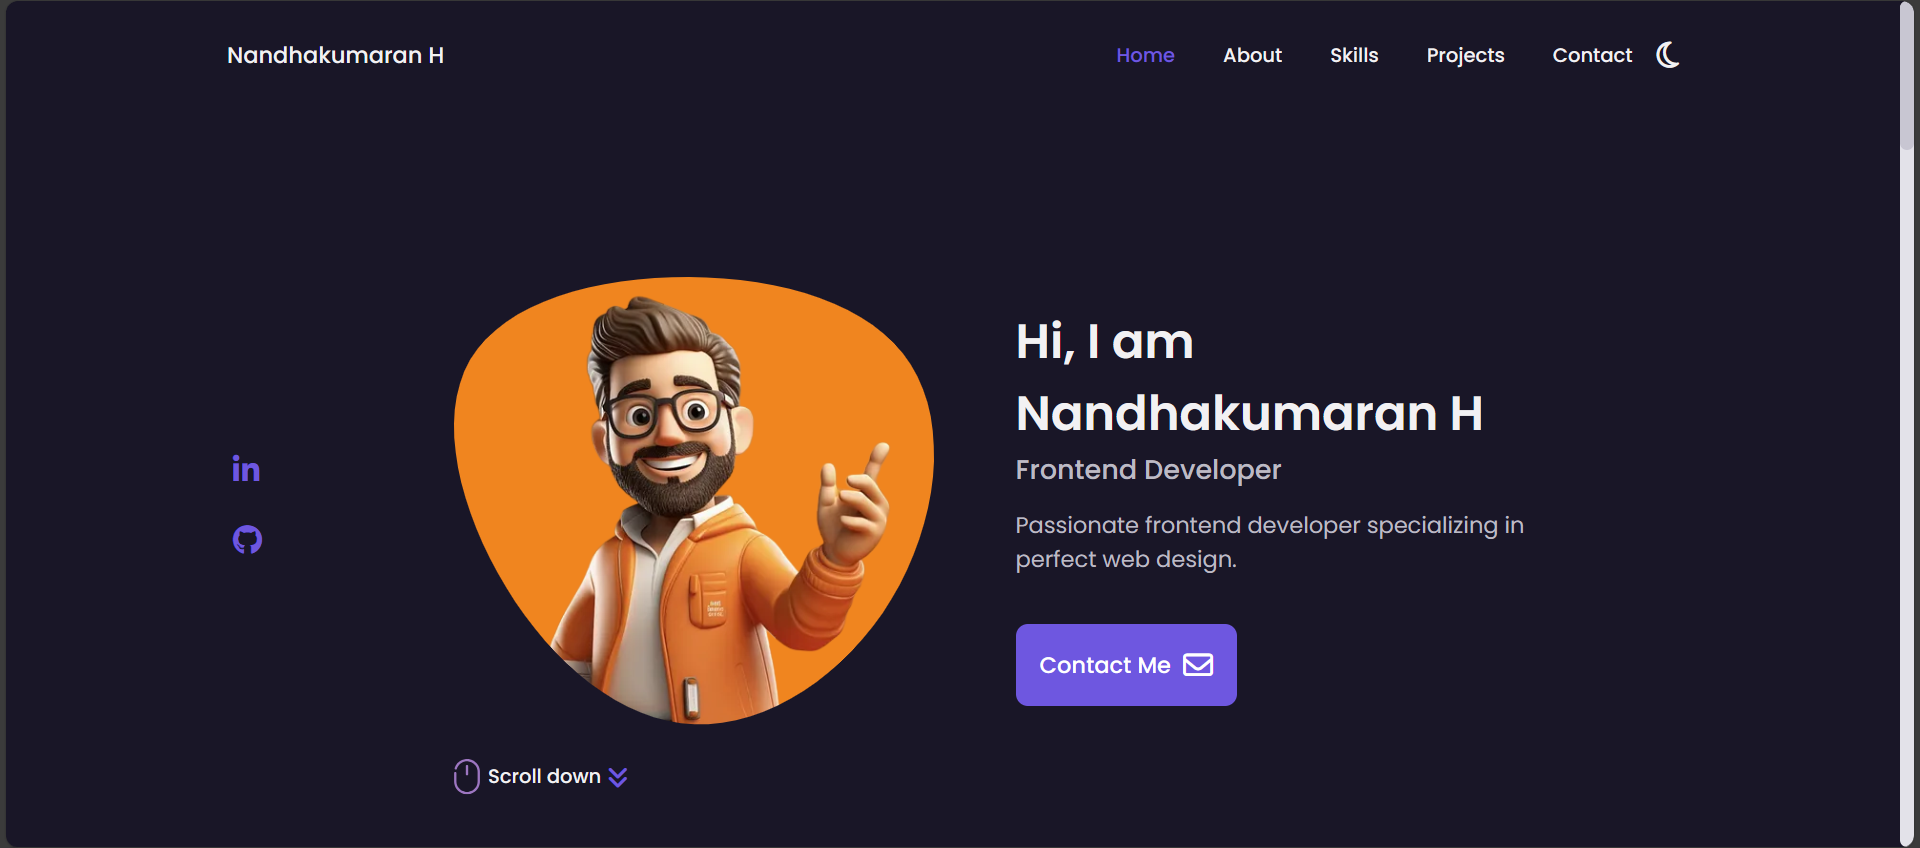 Nandhakumaran H
Home About Skills Projects Contact
Hi, I am
Nandhakumaran H
Frontend Developer
Passionate frontend developer specializing in
perfect web design.
in
Contact Me
Scroll down